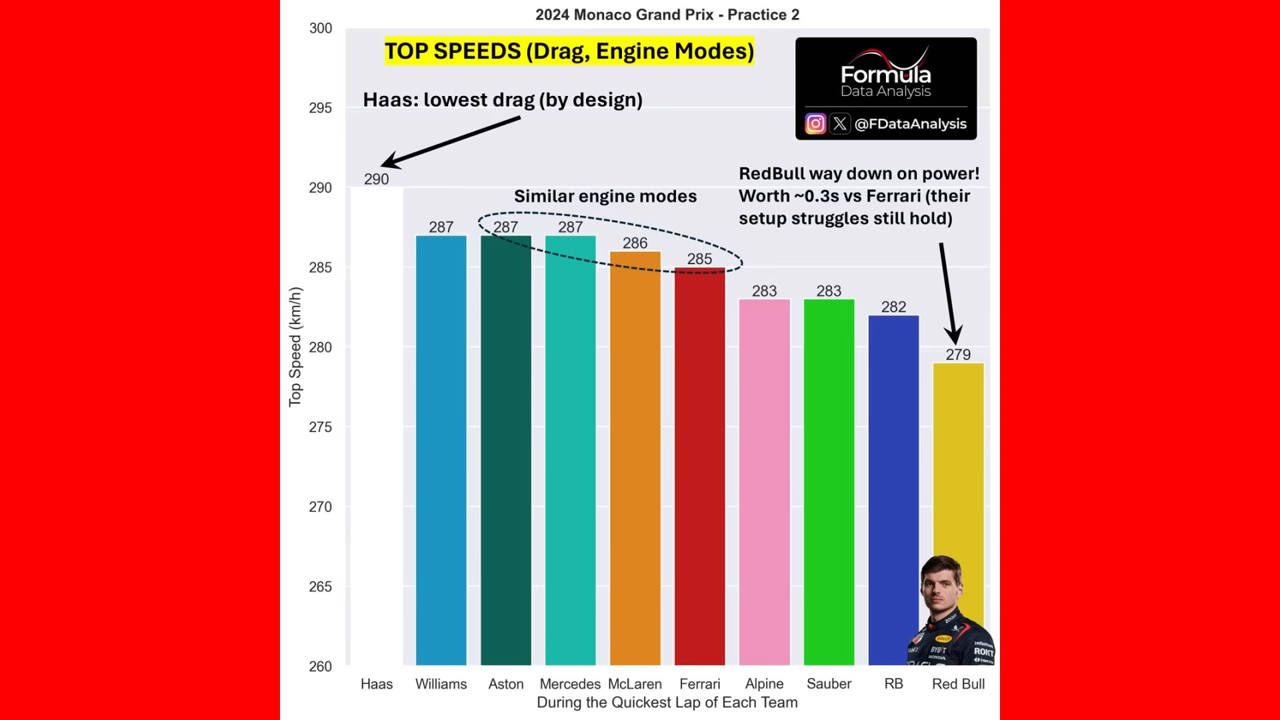 2024 Monaco Grand Prix - Practice 2
TOP SPEEDS (Drag, Engine Modes)
Formula
Data Analysis
@FDataAnalysis
Haas: lowest drag (by design)
RedBull way down on power!
Worth ~0.3s vs Ferrari (their
setup struggles still hold)
Similar engine modes
Top Speed (km/h)
300
295
290
285
280
275
270
265
260
290
287
287
287
286
285
283
283
282
279
Haas
Williams
Aston
Mercedes
McLaren
Ferrari
Alpine
Sauber
RB
Red Bull
During the Quickest Lap of Each Team